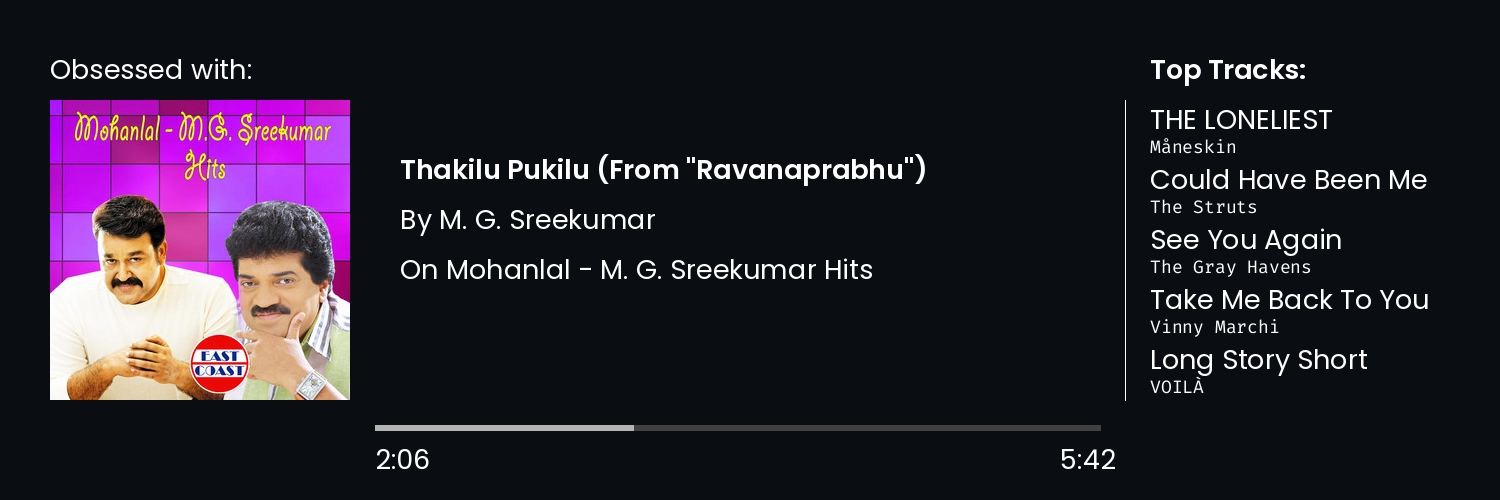 Obsessed with:
Mohanlal - M.G. Sreekumar
Hits
EAST
COAST
Thakilu Pukilu (From "Ravanaprabhu")
By M. G. Sreekumar
On Mohanlal - M. G. Sreekumar Hits
2:06
5:42
Top Tracks:
THE LONELIEST
Måneskin
Could Have Been Me
The Struts
See You Again
The Gray Havens
Take Me Back To You
Vinny Marchi
Long Story Short
VOILÀ